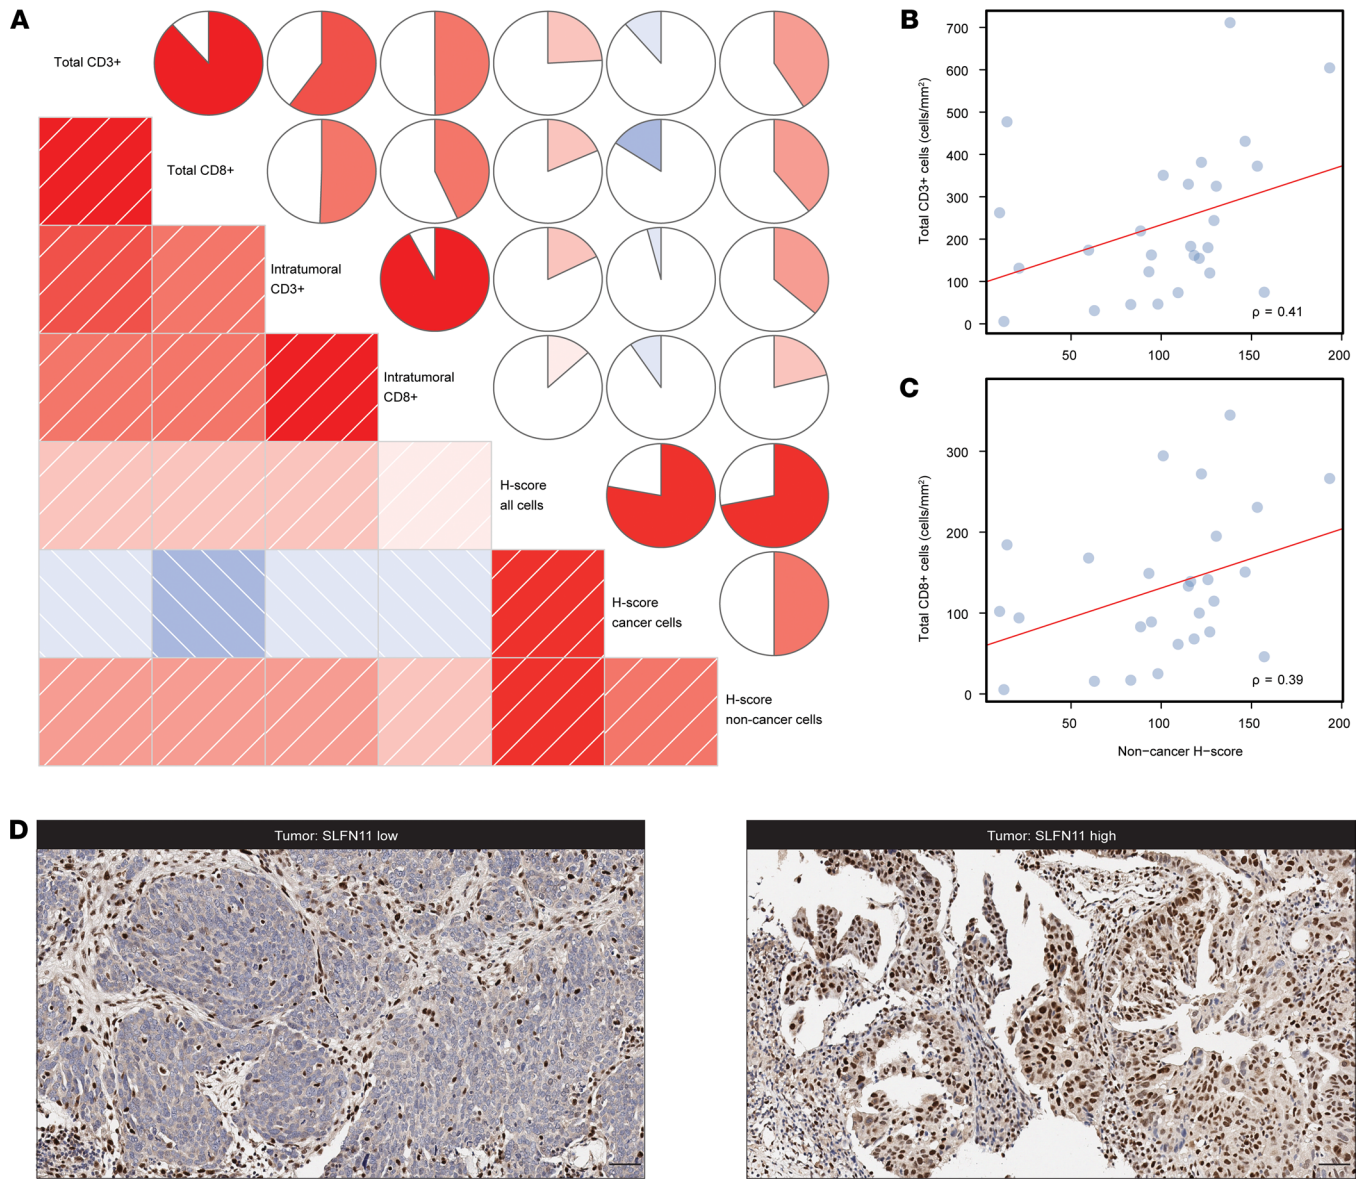 A
Total CD3+
Total CD8+
Intratumoral
CD3+
Intratumoral
CD8+
H-score
all cells
H-score
cancer cells
H-score
non-cancer cells
B
Total CD3+ cells (cells/mm²)
700
600
500
400
300
200
100
0
50
100
150
200
ρ = 0.41
C
Total CD8+ cells (cells/mm²)
300
200
100
0
50
100
150
200
ρ = 0.39
Non−cancer H−score
D
Tumor: SLFN11 low
Tumor: SLFN11 high